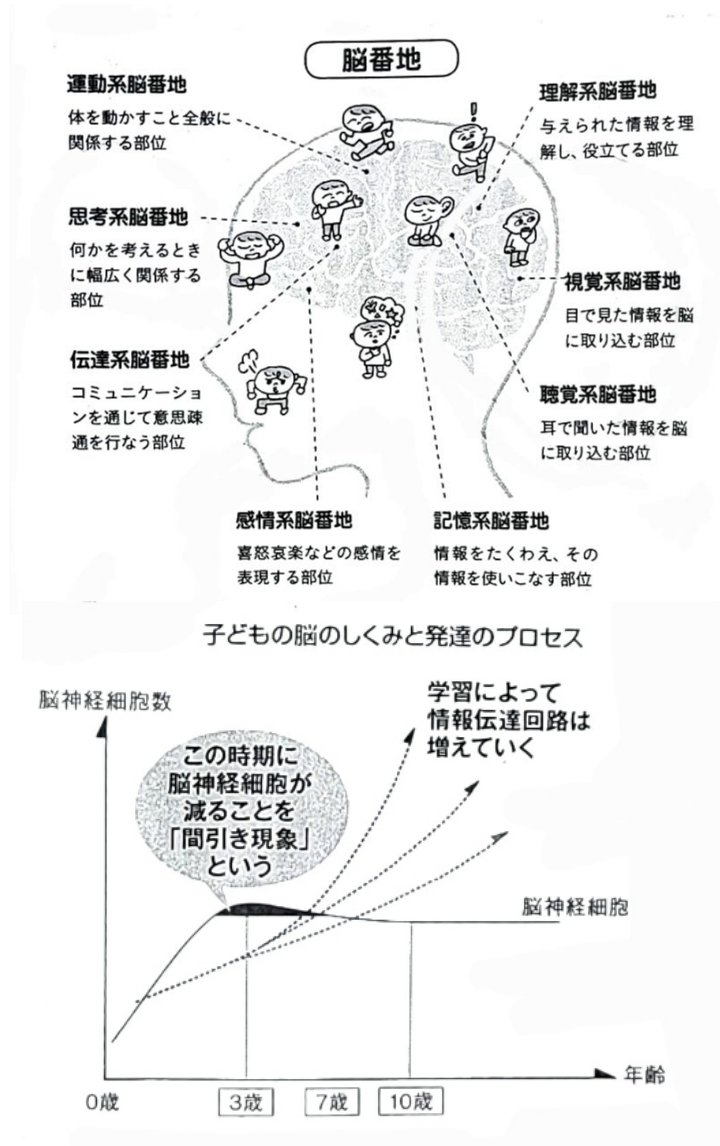 脳番地
運動系脳番地
体を動かすこと全般に
関係する部位
理解系脳番地
与えられた情報を理
解し、役立てる部位
思考系脳番地
何かを考えるとき
に幅広く関係する
部位
視覚系脳番地
目で見た情報を脳
に取り込む部位
伝達系脳番地
コミュニケーショ
ンを通じて意思疎
通を行なう部位
聴覚系脳番地
耳で聞いた情報を脳
に取り込む部位
感情系脳番地
喜怒哀楽などの感情を
表現する部位
記憶系脳番地
情報をたくわえ、その
情報を使いこなす部位
子どもの脳のしくみと発達のプロセス
脳神経細胞数
学習によって
情報伝達回路は
増えていく
この時期に
脳神経細胞が
減ることを
「間引き現象」
という
脳神経細胞
年齢
0歳 3歳 7歳 10歳